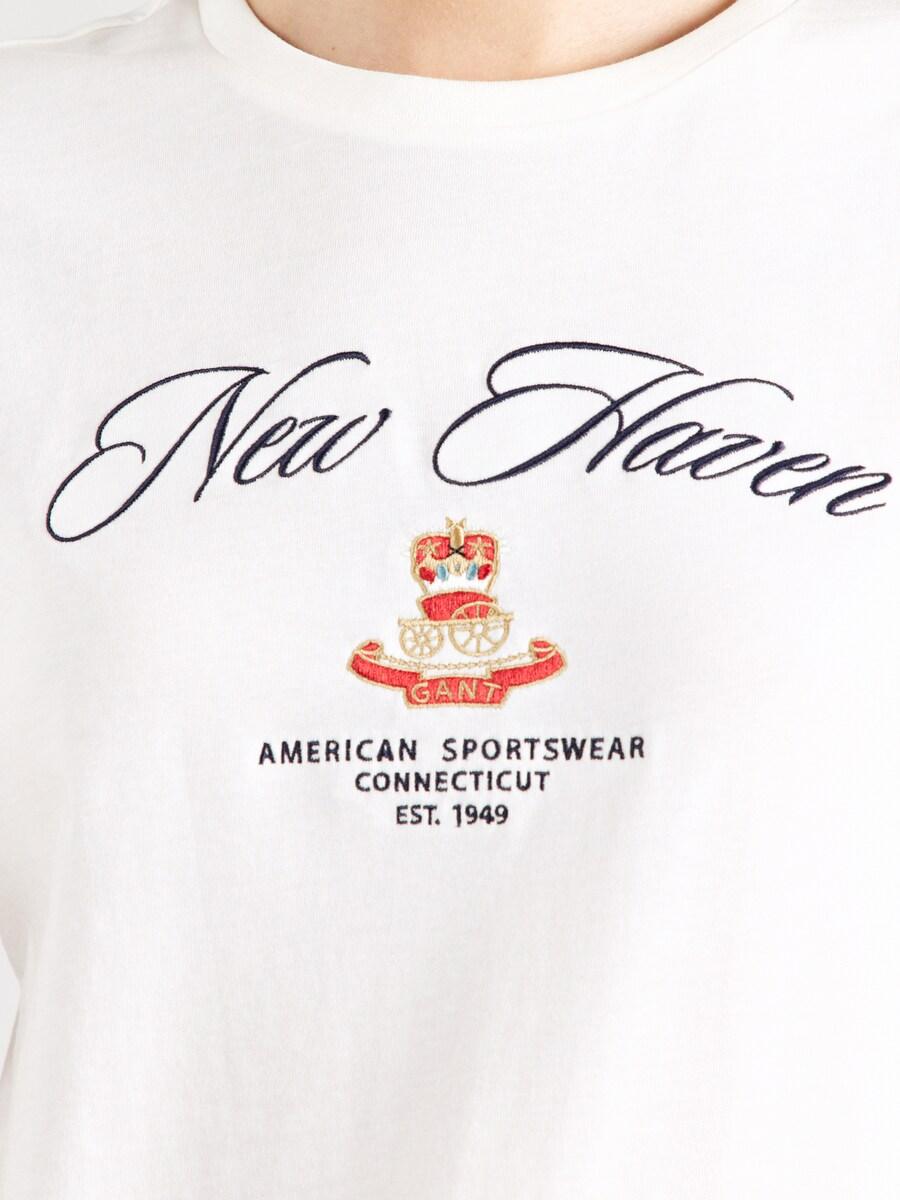 New Haven
GANT
AMERICAN SPORTSWEAR
CONNECTICUT
EST. 1949